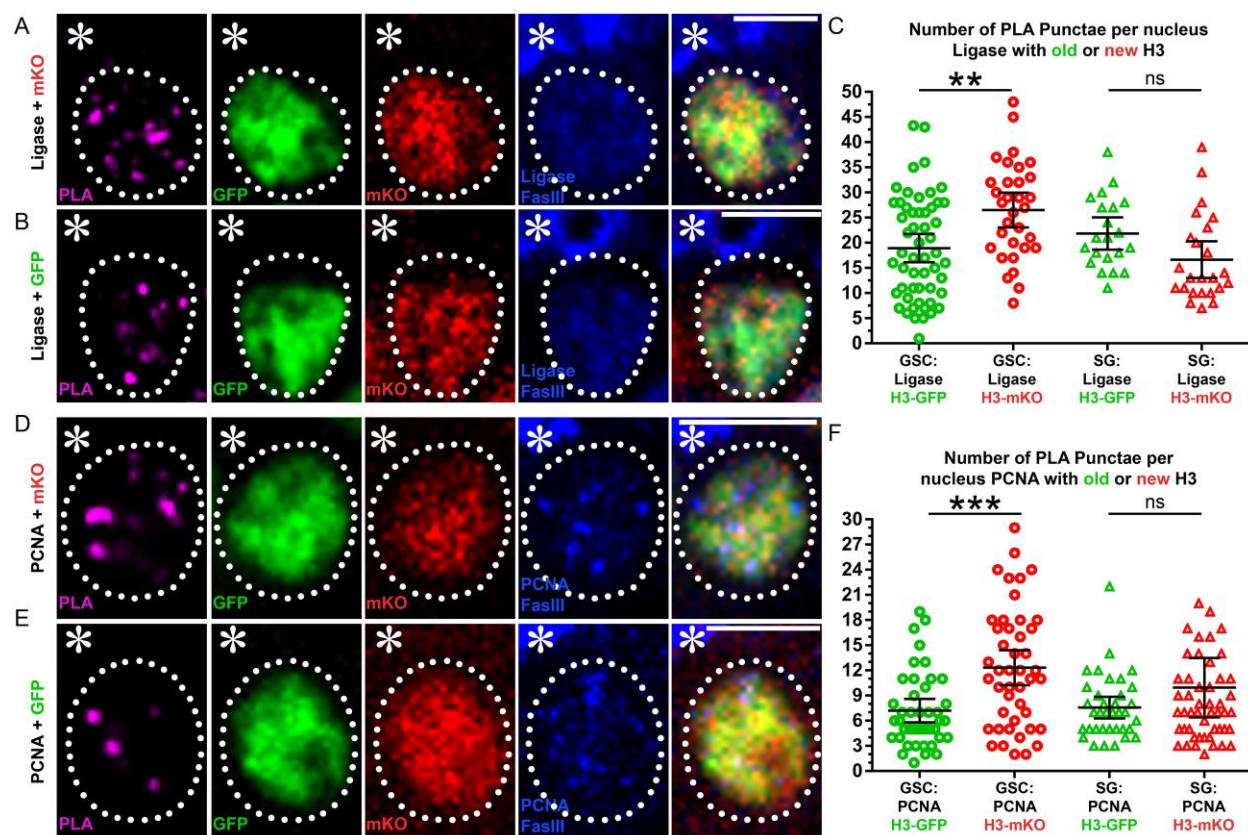 A
Ligase + mKO
*
PLA
*
GFP
*
mKO
*
Ligase
FasIII
*
B
Ligase + GFP
*
PLA
*
GFP
*
mKO
*
Ligase
FasIII
*
C
Number of PLA Punctae per nucleus
Ligase with old or new H3
**
ns
50
45
40
35
30
25
20
15
10
5
0
GSC:
Ligase
H3-GFP
GSC:
Ligase
H3-mKO
SG:
Ligase
H3-GFP
SG:
Ligase
H3-mKO
D
PCNA + mKO
*
PLA
*
GFP
*
mKO
*
PCNA
FasIII
*
E
PCNA + GFP
*
PLA
*
GFP
*
mKO
*
PCNA
FasIII
*
F
Number of PLA Punctae per
nucleus PCNA with old or new H3
***
ns
30
27
24
21
18
15
12
9
6
3
0
GSC:
PCNA
H3-GFP
GSC:
PCNA
H3-mKO
SG:
PCNA
H3-GFP
SG:
PCNA
H3-mKO